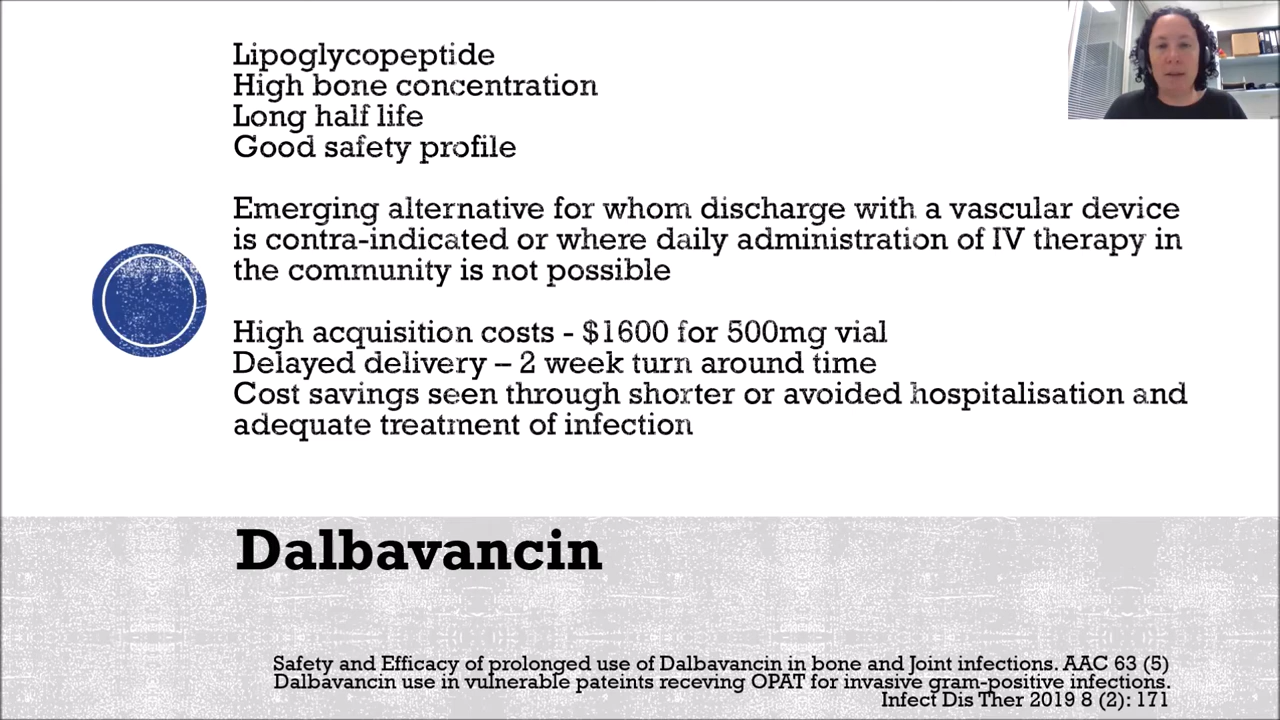 Lipoglycopeptide
High bone concentration
Long half life
Good safety profile
Emerging alternative for whom discharge with a vascular device
is contra-indicated or where daily administration of IV therapy in
the community is not possible
High acquisition costs - $1600 for 500mg vial
Delayed delivery – 2 week turn around time
Cost savings seen through shorter or avoided hospitalisation and
adequate treatment of infection
Dalbavancin
Safety and Efficacy of prolonged use of Dalbavancin in bone and Joint infections. AAC 63 (5)
Dalbavancin use in vulnerable pateints receving OPAT for invasive gram-positive infections.
Infect Dis Ther 2019 8 (2): 171